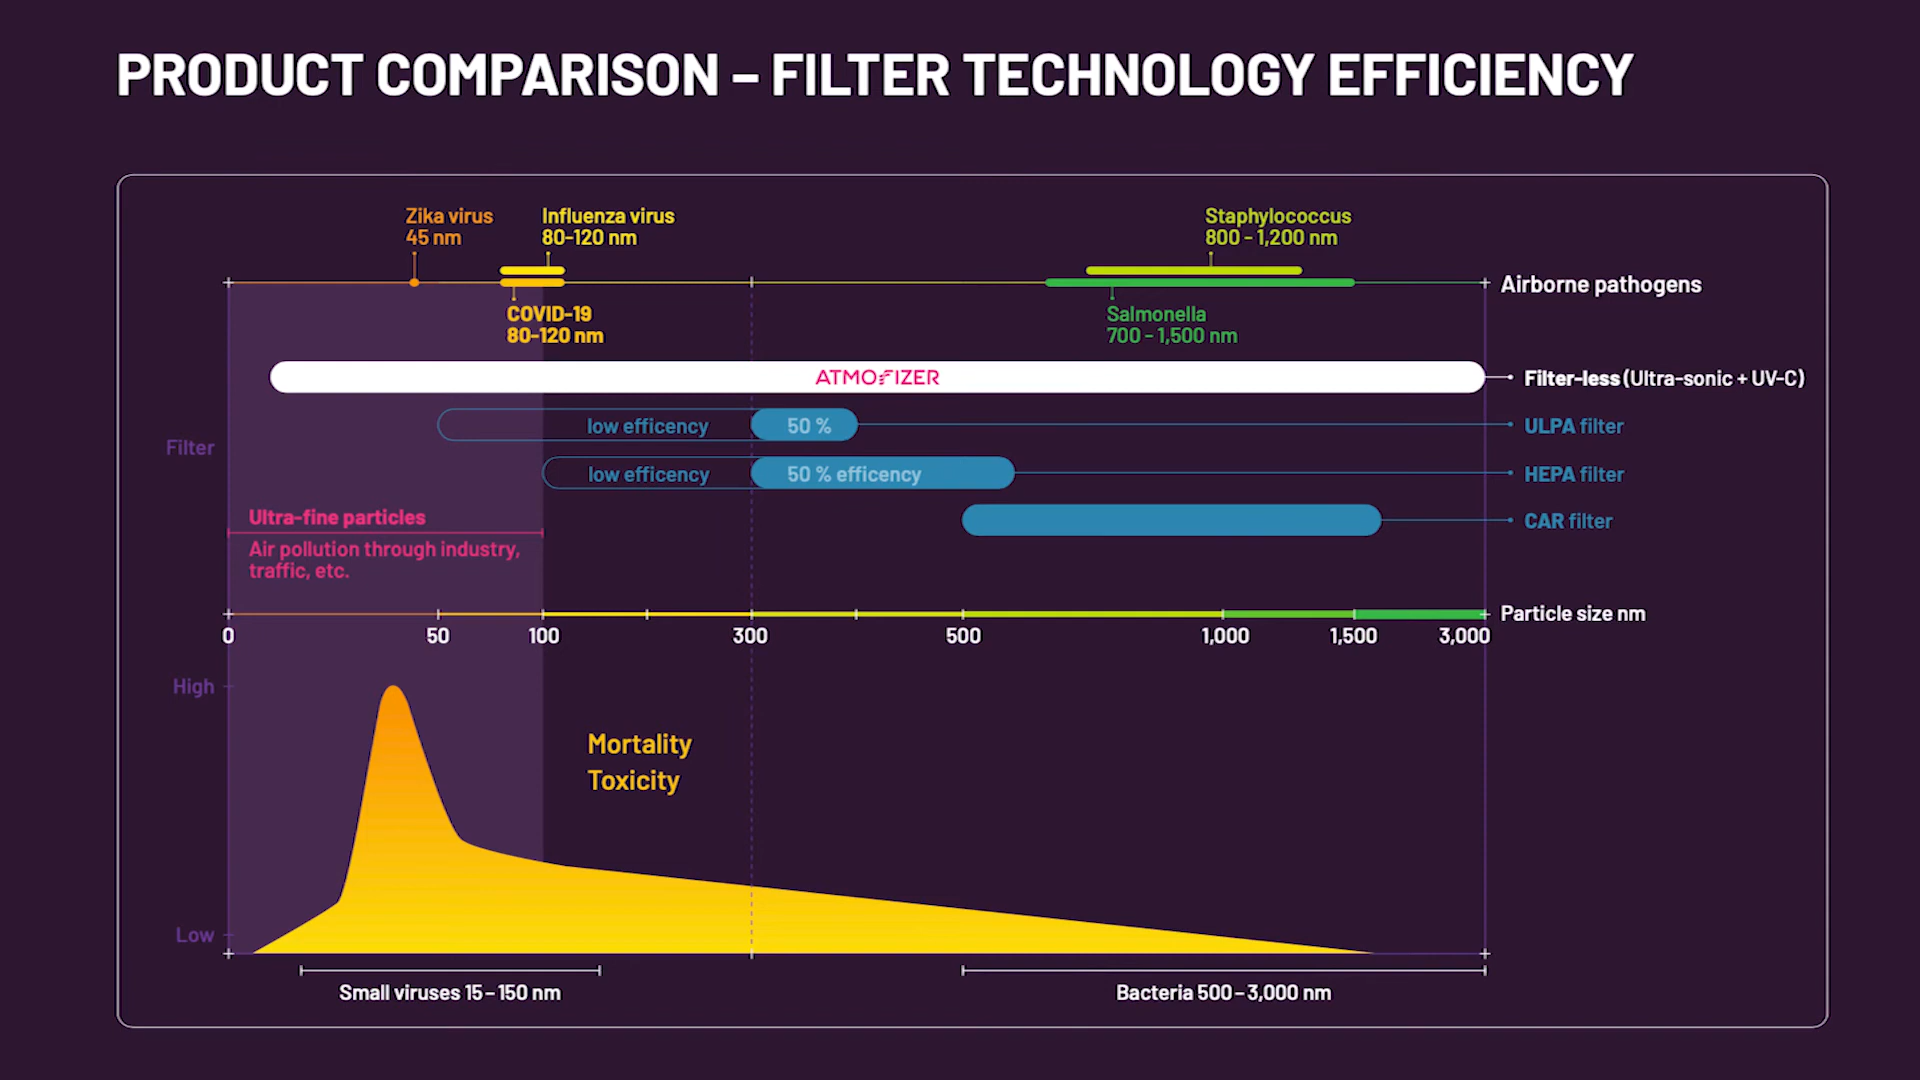 PRODUCT COMPARISON – FILTER TECHNOLOGY EFFICIENCY
Zika virus
45 nm
Influenza virus
80-120 nm
Staphylococcus
800 - 1,200 nm
Airborne pathogens
COVID-19
80-120 nm
Salmonella
700 - 1,500 nm
ATMOFIZER
Filter-less (Ultra-sonic + UV-C)
low efficency
50 %
ULPA filter
Filter
low efficency
50 % efficency
HEPA filter
CAR filter
Ultra-fine particles
Air pollution through industry,
traffic, etc.
Particle size nm
0 50 100 300 500 1,000 1,500 3,000
High
Mortality
Toxicity
Low
Small viruses 15 – 150 nm
Bacteria 500 – 3,000 nm